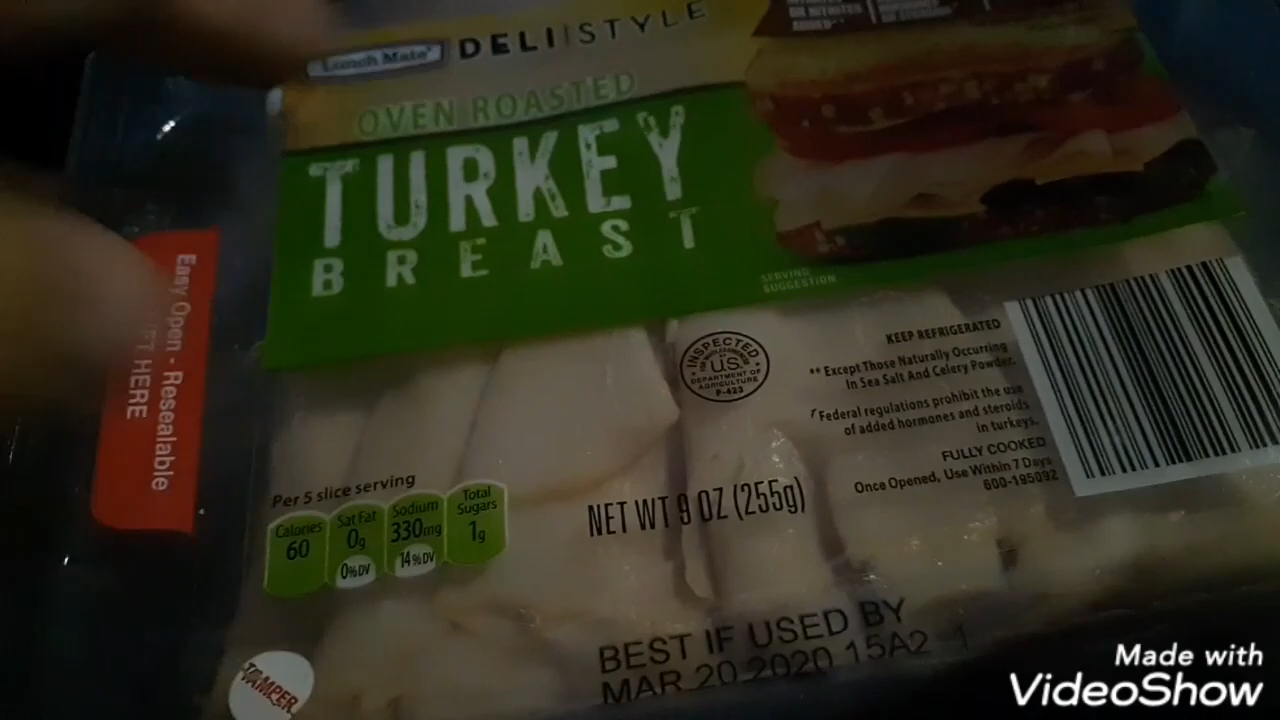 Lunch Mate DELI STYLE
OVEN ROASTED
TURKEY
BREAST
OR NITRITES
ADDED**
SERVING
SUGGESTION
Easy Open - Resealable
HERE
INSPECTED
U.S.
DEPARTMENT OF
AGRICULTURE
P-423
KEEP REFRIGERATED
** Except Those Naturally Occurring
In Sea Salt And Celery Powder.
Federal regulations prohibit the use
of added hormones and steroids
in turkeys.
FULLY COOKED
Once Opened, Use Within 7 Days
600-195092
Per 5 slice serving
Calories
60
Sat Fat
0g
0% DV
Sodium
330mg
14% DV
Total
Sugars
1g
NET WT 9 OZ (255g)
BEST IF USED BY
MAR 20 2020 15A2 1
TAMPER
Made with
VideoShow